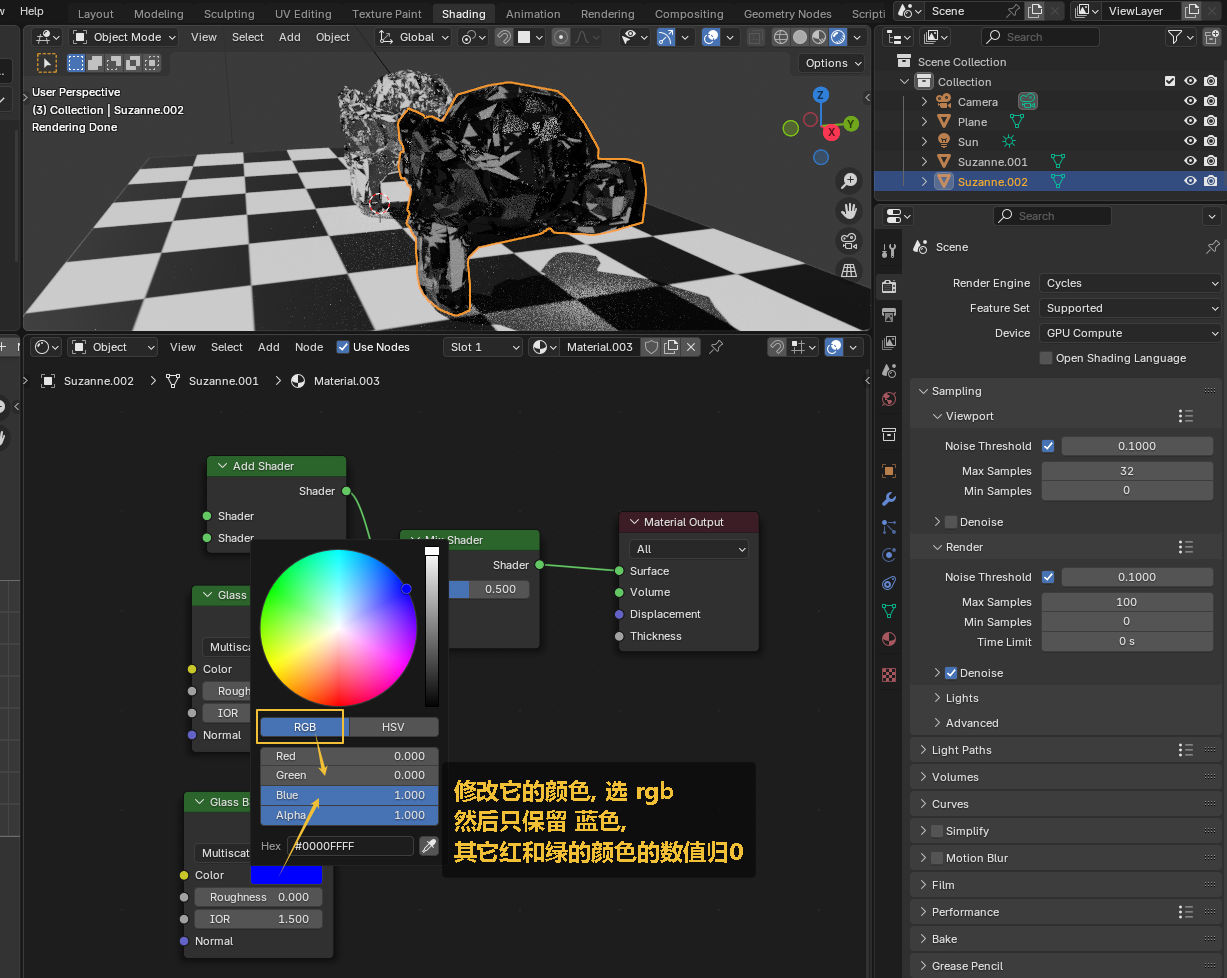 Help
Layout
Modeling
Sculpting
UV Editing
Texture Paint
Shading
Animation
Rendering
Compositing
Geometry Nodes
Scripti
Scene
ViewLayer
Object Mode
View
Select
Add
Object
Global
Search
Options
User Perspective
(3) Collection | Suzanne.002
Rendering Done
Z
Y
X
Scene Collection
Collection
Camera
Plane
Sun
Suzanne.001
Suzanne.002
Search
Scene
Render Engine
Cycles
Feature Set
Supported
Device
GPU Compute
Open Shading Language
Sampling
Viewport
Noise Threshold
0.1000
Max Samples
32
Min Samples
0
Denoise
Render
Noise Threshold
0.1000
Max Samples
100
Min Samples
0
Time Limit
0 s
Denoise
Lights
Advanced
Light Paths
Volumes
Curves
Simplify
Motion Blur
Film
Performance
Bake
Grease Pencil
Object
View
Select
Add
Node
Use Nodes
Slot 1
Material.003
Suzanne.002
Suzanne.001
Material.003
Add Shader
Shader
Shader
Shader
Mix Shader
Shader
0.500
Material Output
All
Surface
Volume
Displacement
Thickness
Glass
Multisca
Color
Rough
IOR
Normal
RGB
HSV
Red
0.000
Green
0.000
Blue
1.000
Alpha
1.000
Hex
#0000FFFF
Glass B
Multiscat
Color
Roughness
0.000
IOR
1.500
Normal
修改它的颜色, 选 rgb
然后只保留 蓝色,
其它红和绿的颜色的数值归0